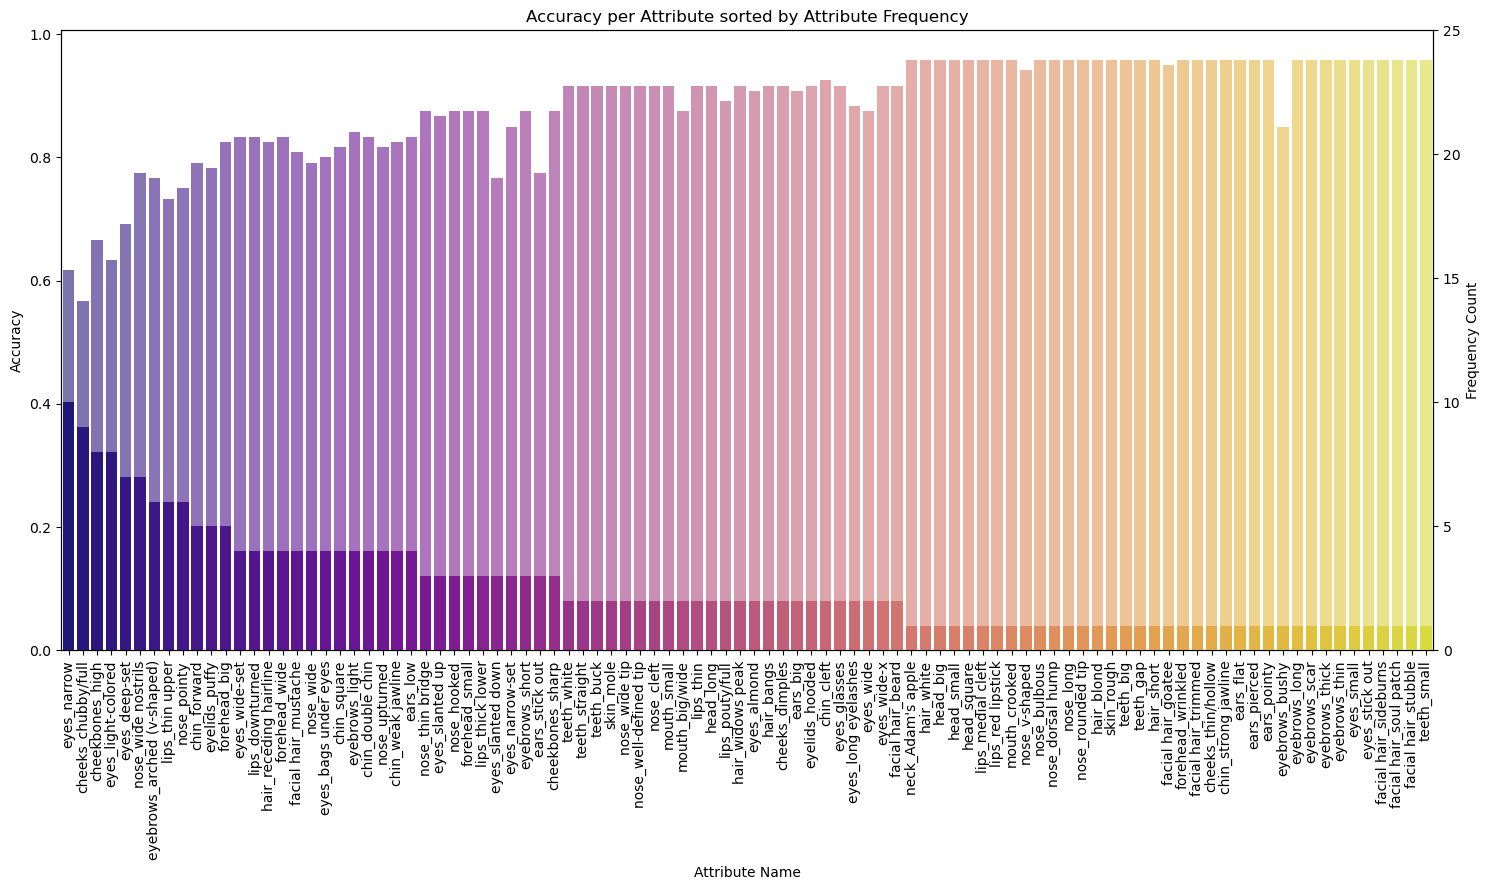 Accuracy per Attribute sorted by Attribute Frequency
1.0
0.8
0.6
0.4
0.2
0.0
Accuracy
25
20
15
10
5
0
Frequency Count
eyes_narrow
cheeks_chubby/full
cheekbones_high
eyes_light-colored
eyes_deep-set
nose_wide nostrils
eyebrows_arched (v-shaped)
lips_thin upper
nose_pointy
chin_forward
eyelids_puffy
forehead_big
eyes_wide-set
lips_downturned
hair_receding hairline
forehead_wide
facial hair_mustache
nose_wide
eyes_bags under eyes
chin_square
eyebrows_light
chin_double chin
nose_upturned
chin_weak jawline
ears_low
nose_thin bridge
eyes_slanted up
nose_hooked
forehead_small
lips_thick lower
eyes_slanted down
eyes_narrow-set
eyebrows_short
ears_stick out
cheekbones_sharp
teeth_white
teeth_straight
teeth_buck
skin_mole
nose_wide tip
nose_well-defined tip
nose_cleft
mouth_small
mouth_big/wide
lips_thin
head_long
lips_pouty/full
hair_widows peak
eyes_almond
hair_bangs
cheeks_dimples
ears_big
eyelids_hooded
chin_cleft
eyes_glasses
eyes_long eyelashes
eyes_wide
eyes_wide-x
facial hair_beard
neck_Adam's apple
hair_white
head_big
head_small
head_square
lips_medial cleft
lips_red lipstick
mouth_crooked
nose_v-shaped
nose_bulbous
nose_dorsal hump
nose_long
nose_rounded tip
hair_blond
skin_rough
teeth_big
teeth_gap
hair_short
facial hair_goatee
forehead_wrinkled
facial hair_trimmed
cheeks_thin/hollow
chin_strong jawline
ears_flat
ears_pierced
ears_pointy
eyebrows_bushy
eyebrows_long
eyebrows_scar
eyebrows_thick
eyebrows_thin
eyes_small
eyes_stick out
facial hair_sideburns
facial hair_soul patch
facial hair_stubble
teeth_small
Attribute Name